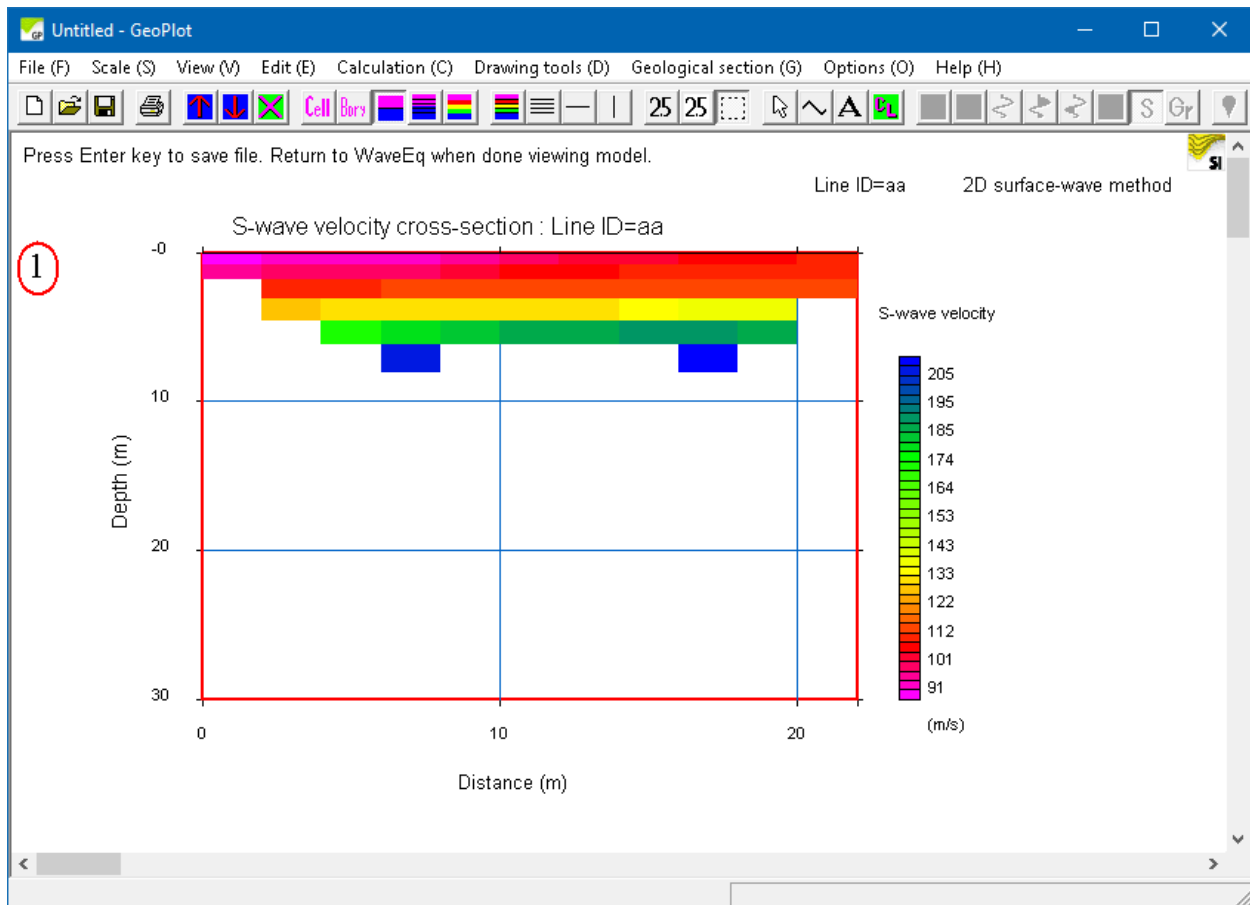 Untitled - GeoPlot
File (F) Scale (S) View (V) Edit (E) Calculation (C) Drawing tools (D) Geological section (G) Options (O) Help (H)
Cell Bory 25 25 A CL S Gr
Press Enter key to save file. Return to WaveEq when done viewing model.
SI
Line ID=aa 2D surface-wave method
S-wave velocity cross-section : Line ID=aa
1
-0
10
20
30
Depth (m)
0 10 20
Distance (m)
S-wave velocity
205
195
185
174
164
153
143
133
122
112
101
91
(m/s)